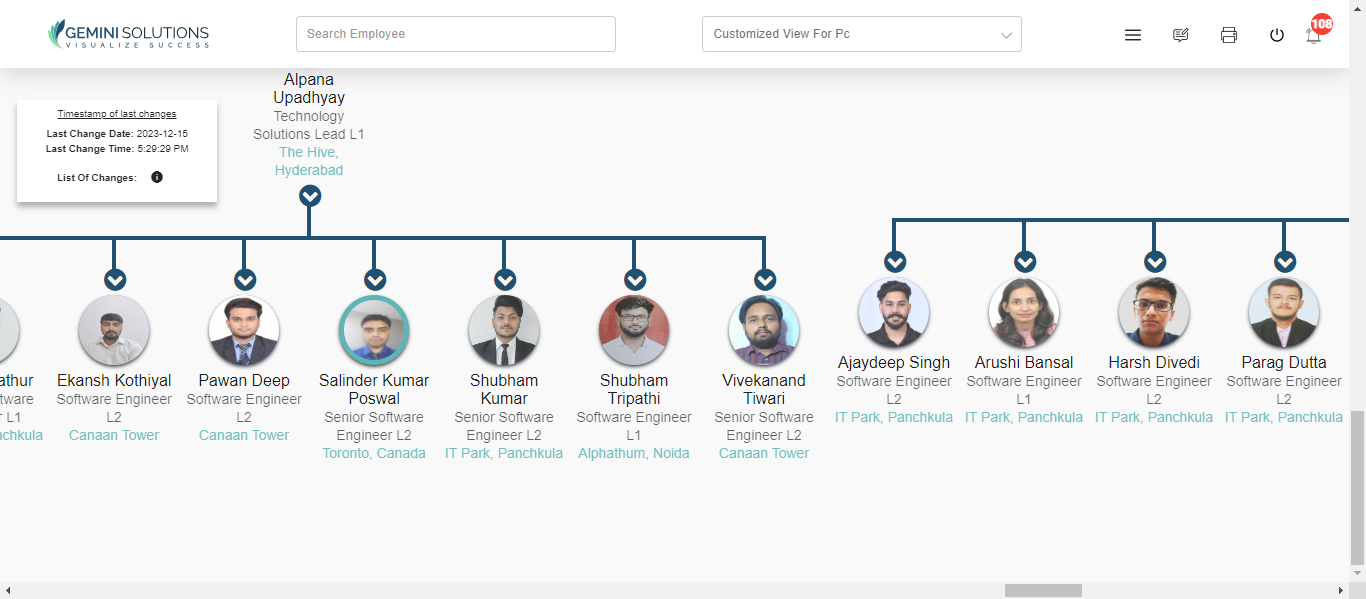 GEMINI SOLUTIONS
VISUALIZE SUCCESS
Search Employee
Customized View For Pc
108
Timestamp of last changes
Last Change Date: 2023-12-15
Last Change Time: 5:29:29 PM
List Of Changes:
Alpana
Upadhyay
Technology
Solutions Lead L1
The Hive,
Hyderabad
athur
tware
r L1
nchkula
Ekansh Kothiyal
Software Engineer
L2
Canaan Tower
Pawan Deep
Software Engineer
L2
Canaan Tower
Salinder Kumar
Poswal
Senior Software
Engineer L2
Toronto, Canada
Shubham
Kumar
Senior Software
Engineer L2
IT Park, Panchkula
Shubham
Tripathi
Software Engineer
L1
Alphathum, Noida
Vivekanand
Tiwari
Senior Software
Engineer L2
Canaan Tower
Ajaydeep Singh
Software Engineer
L2
IT Park, Panchkula
Arushi Bansal
Software Engineer
L1
IT Park, Panchkula
Harsh Divedi
Software Engineer
L2
IT Park, Panchkula
Parag Dutta
Software Engineer
L2
IT Park, Panchkula